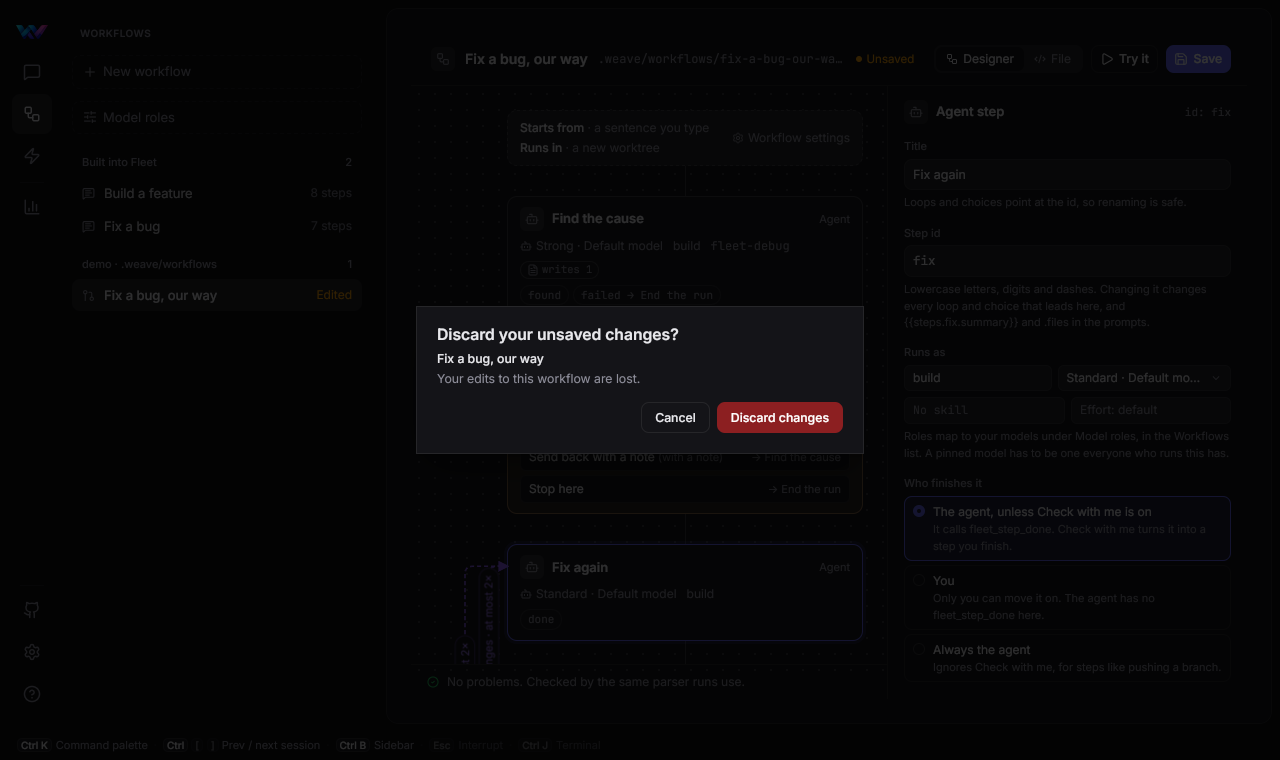 WORKFLOWS
New workflow
Model roles
Built into Fleet 2
Build a feature 8 steps
Fix a bug 7 steps
demo · .weave/workflows 1
Fix a bug, our way Edited
Fix a bug, our way .weave/workflows/fix-a-bug-our-wa… Unsaved Designer File Try it Save
Starts from · a sentence you type
Runs in · a new worktree
Workflow settings
Find the cause Agent
Strong · Default model build fleet-debug
writes 1
found failed → End the run
Discard your unsaved changes?
Fix a bug, our way
Your edits to this workflow are lost.
Cancel Discard changes
Send back with a note (with a note) → Find the cause
Stop here → End the run
Fix again Agent
Standard · Default model build
done
nges · at most 2×
t 2×
No problems. Checked by the same parser runs use.
Agent step id: fix
Title
Fix again
Loops and choices point at the id, so renaming is safe.
Step id
fix
Lowercase letters, digits and dashes. Changing it changes
every loop and choice that leads here, and
{{steps.fix.summary}} and .files in the prompts.
Runs as
build Standard · Default mo…
No skill Effort: default
Roles map to your models under Model roles, in the Workflows
list. A pinned model has to be one everyone who runs this has.
Who finishes it
The agent, unless Check with me is on
It calls fleet_step_done. Check with me turns it into a
step you finish.
You
Only you can move it on. The agent has no
fleet_step_done here.
Always the agent
Ignores Check with me, for steps like pushing a branch.
Ctrl K Command palette Ctrl [ ] Prev / next session Ctrl B Sidebar Esc Interrupt Ctrl J Terminal